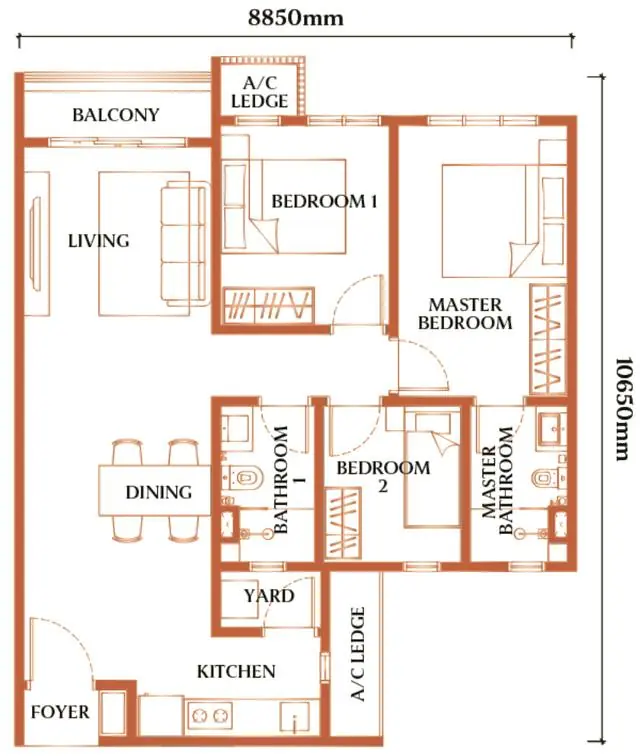 8850mm
A/C
LEDGE
BALCONY
BEDROOM 1
LIVING
MASTER
BEDROOM
10650mm
BATHROOM
1
BEDROOM
2
MASTER
BATHROOM
DINING
YARD
A/C LEDGE
KITCHEN
FOYER